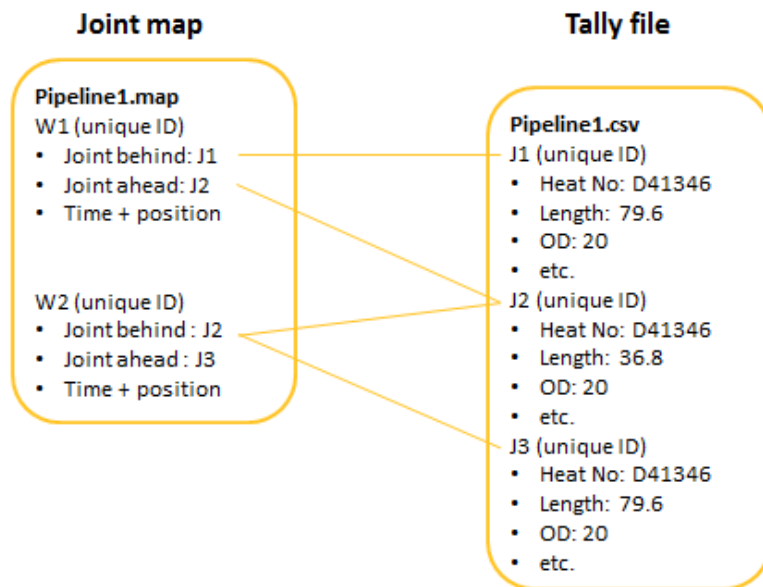 Joint map
Pipeline1.map
W1 (unique ID)
• Joint behind: J1
• Joint ahead: J2
• Time + position
W2 (unique ID)
• Joint behind : J2
• Joint ahead : J3
• Time + position
Tally file
Pipeline1.csv
J1 (unique ID)
• Heat No: D41346
• Length: 79.6
• OD: 20
• etc.
J2 (unique ID)
• Heat No: D41346
• Length: 36.8
• OD: 20
• etc.
J3 (unique ID)
• Heat No: D41346
• Length: 79.6
• OD: 20
• etc.